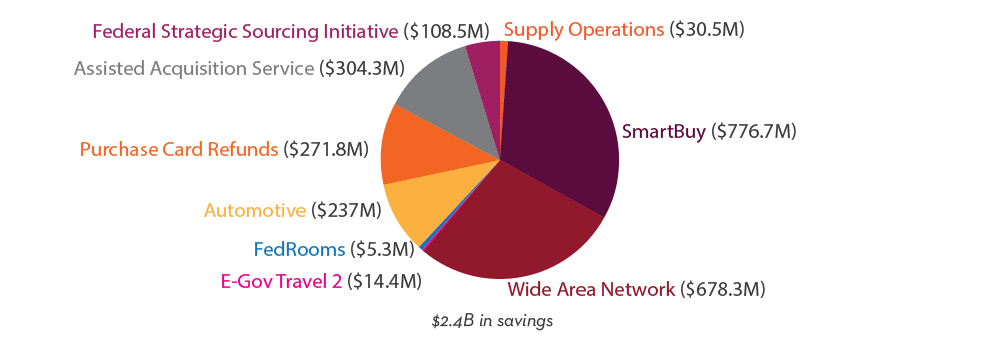 Federal Strategic Sourcing Initiative ($108.5M)
Supply Operations ($30.5M)
Assisted Acquisition Service ($304.3M)
SmartBuy ($776.7M)
Purchase Card Refunds ($271.8M)
Automotive ($237M)
FedRooms ($5.3M)
E-Gov Travel 2 ($14.4M)
Wide Area Network ($678.3M)
$2.4B in savings